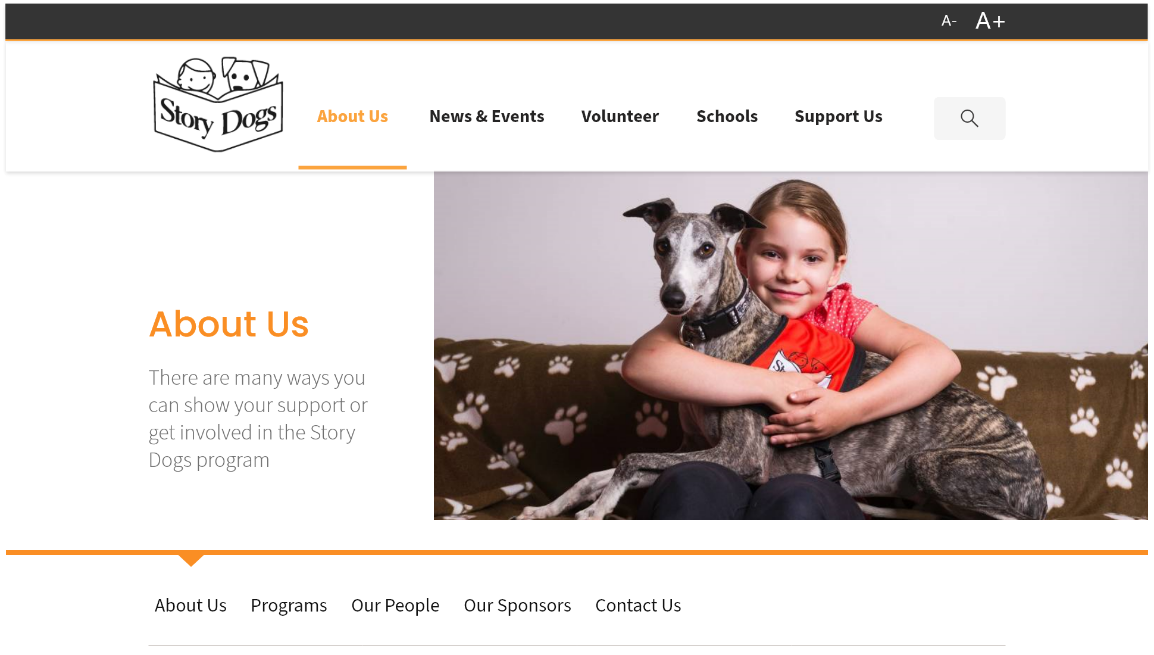 A- A+
Story Dogs
About Us News & Events Volunteer Schools Support Us
About Us
There are many ways you
can show your support or
get involved in the Story
Dogs program
About Us Programs Our People Our Sponsors Contact Us